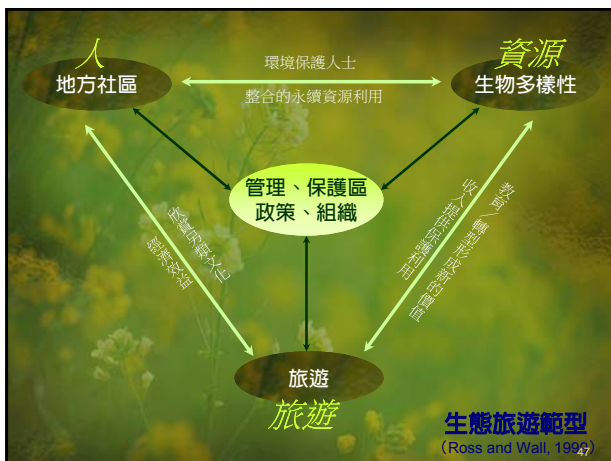 人
資源
地方社區
環境保護人士
生物多樣性
整合的永續資源利用
管理、保護區
政策、組織
欣賞另類文化
經濟效益
教育／轉型形成新的價值
收入提供保護利用
旅遊
旅遊
生態旅遊範型
(Ross and Wall, 1999)
47